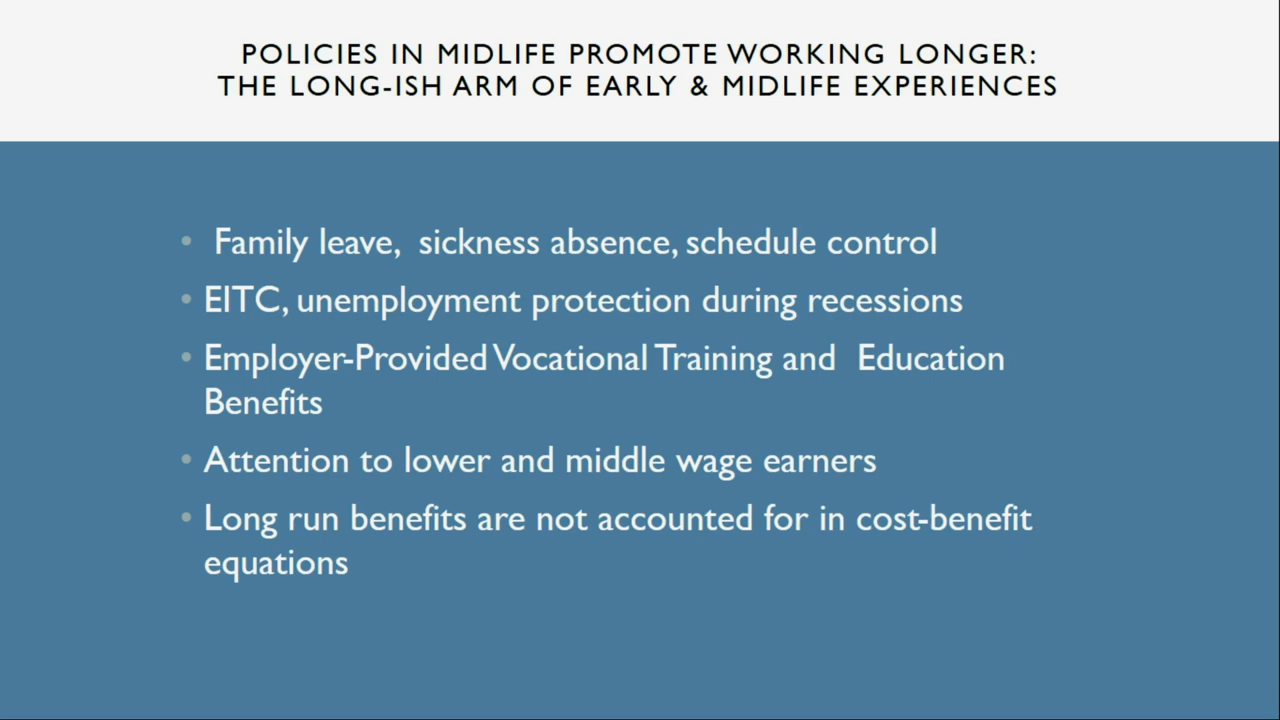 POLICIES IN MIDLIFE PROMOTE WORKING LONGER:
THE LONG-ISH ARM OF EARLY & MIDLIFE EXPERIENCES
• Family leave, sickness absence, schedule control
• EITC, unemployment protection during recessions
• Employer-Provided Vocational Training and Education
Benefits
• Attention to lower and middle wage earners
• Long run benefits are not accounted for in cost-benefit
equations